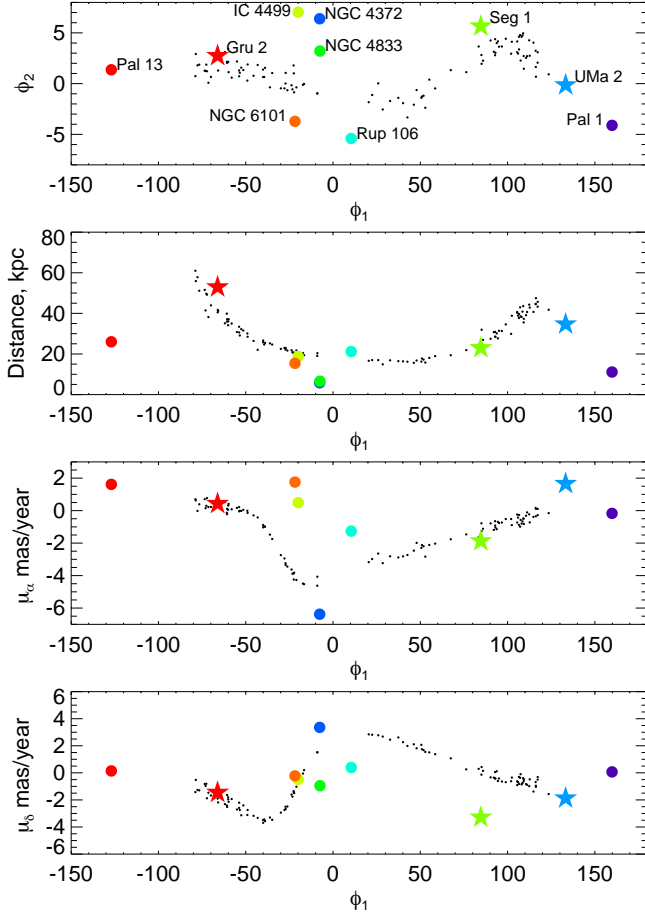 IC 4499
NGC 4372
Seg 1
5
Gru 2
NGC 4833
Pal 13
ϕ2
0
UMa 2
NGC 6101
Pal 1
-5
Rup 106
-150 -100 -50 0 50 100 150
ϕ1
80
60
Distance, kpc
40
20
0
-150 -100 -50 0 50 100 150
ϕ1
2
0
μα mas/year
-2
-4
-6
-150 -100 -50 0 50 100 150
ϕ1
6
4
2
μδ mas/year
0
-2
-4
-6
-150 -100 -50 0 50 100 150
ϕ1